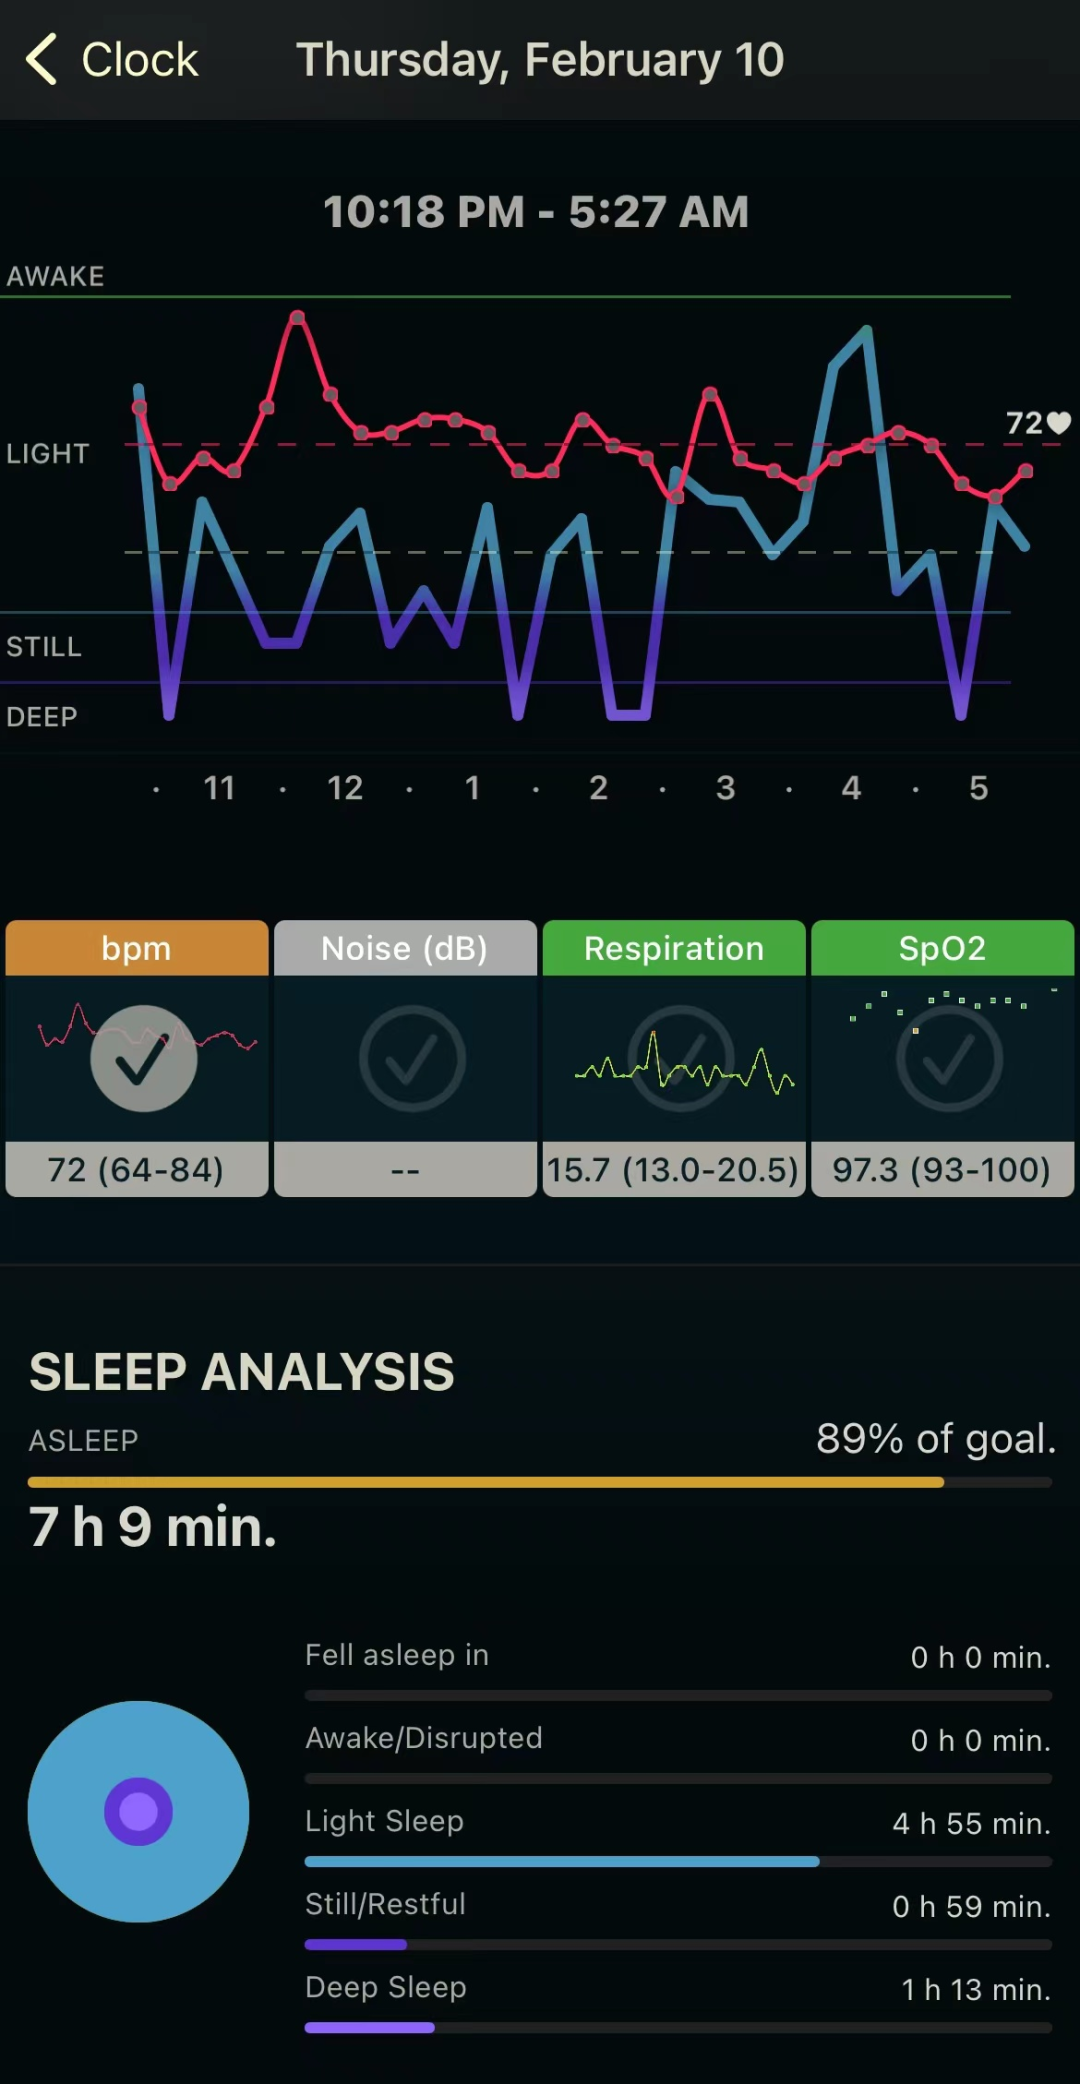 Clock
Thursday, February 10
10:18 PM - 5:27 AM
AWAKE
72♥
LIGHT
STILL
DEEP
· 11 · 12 · 1 · 2 · 3 · 4 · 5
bpm Noise (dB) Respiration SpO2
72 (64-84) -- 15.7 (13.0-20.5) 97.3 (93-100)
SLEEP ANALYSIS
ASLEEP 89% of goal.
7 h 9 min.
Fell asleep in 0 h 0 min.
Awake/Disrupted 0 h 0 min.
Light Sleep 4 h 55 min.
Still/Restful 0 h 59 min.
Deep Sleep 1 h 13 min.